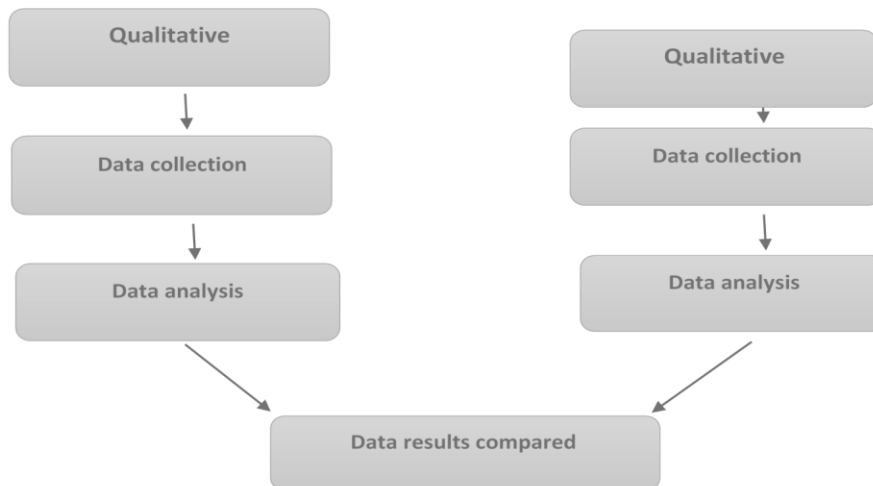 Qualitative
Qualitative
Data collection
Data collection
Data analysis
Data analysis
Data results compared